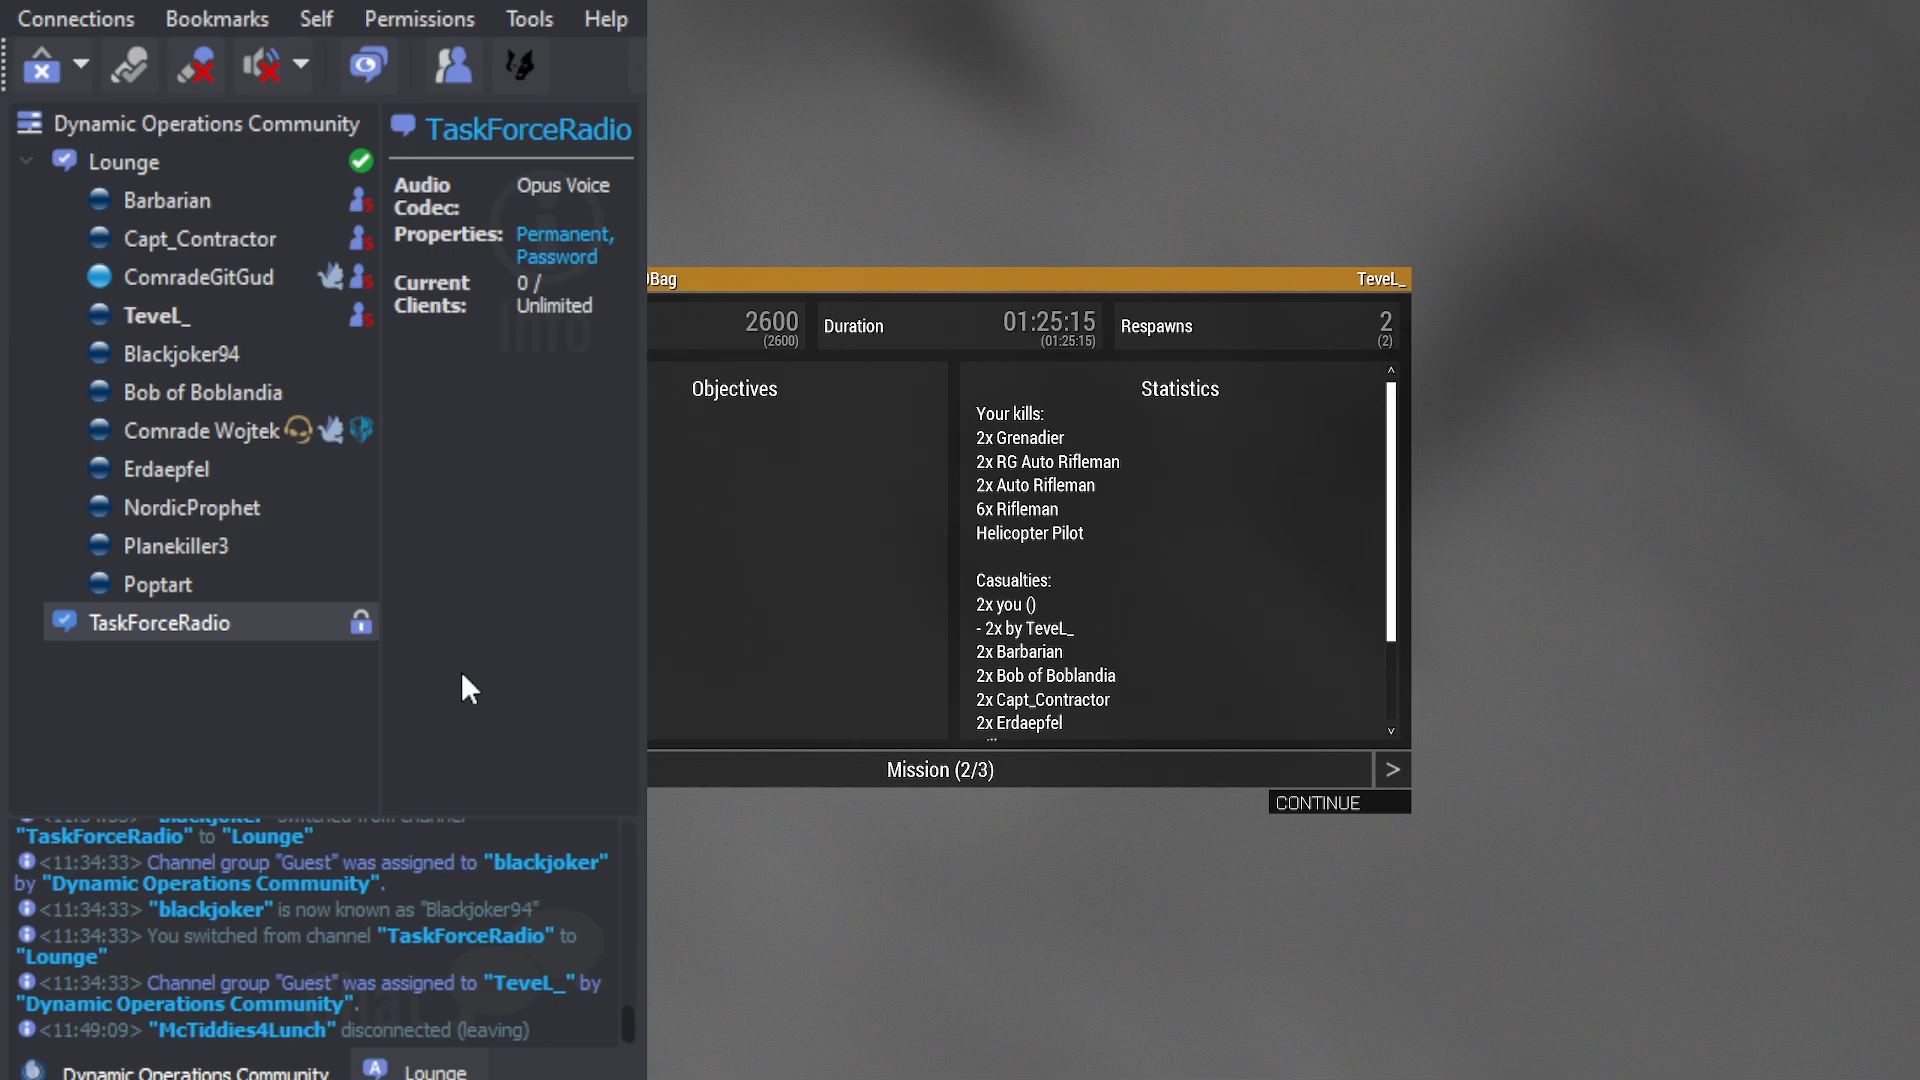 Connections Bookmarks Self Permissions Tools Help
Dynamic Operations Community
Lounge
Barbarian
Capt_Contractor
ComradeGitGud
TeveL_
Blackjoker94
Bob of Boblandia
Comrade Wojtek
Erdaepfel
NordicProphet
Planekiller3
Poptart
TaskForceRadio
TaskForceRadio
Audio Codec: Opus Voice
Properties: Permanent, Password
Current Clients: 0 / Unlimited
Info
"TaskForceRadio" to "Lounge"
<11:34:33> Channel group "Guest" was assigned to "blackjoker"
by "Dynamic Operations Community".
<11:34:33> "blackjoker" is now known as "Blackjoker94"
<11:34:33> You switched from channel "TaskForceRadio" to
"Lounge"
<11:34:33> Channel group "Guest" was assigned to "TeveL_" by
"Dynamic Operations Community".
<11:49:09> "McTiddies4Lunch" disconnected (leaving)
Dynamic Operations Community Lounge
Bag TeveL_
2600 (2600)
Duration 01:25:15 (01:25:15)
Respawns 2 (2)
Objectives
Statistics
Your kills:
2x Grenadier
2x RG Auto Rifleman
2x Auto Rifleman
6x Rifleman
Helicopter Pilot
Casualties:
2x you ()
- 2x by TeveL_
2x Barbarian
2x Bob of Boblandia
2x Capt_Contractor
2x Erdaepfel
Mission (2/3) >
CONTINUE